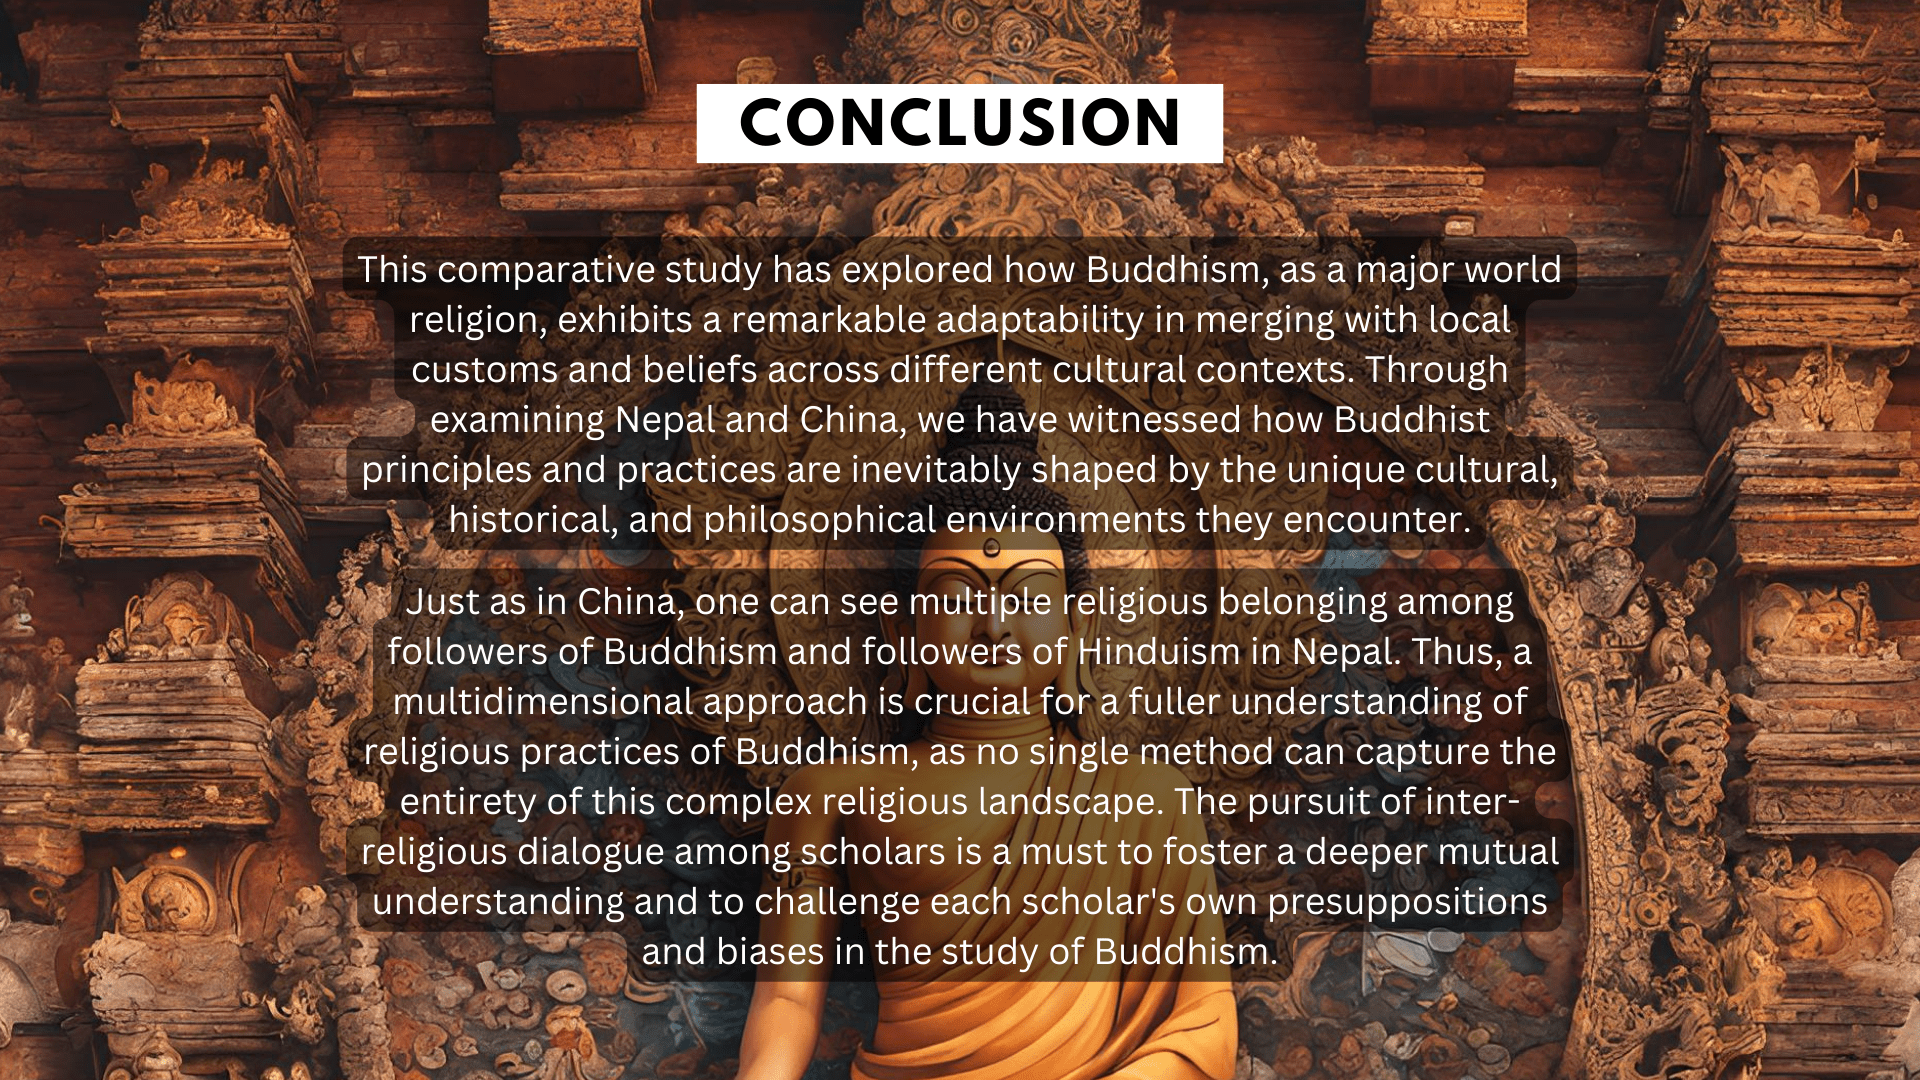 CONCLUSION
This comparative study has explored how Buddhism, as a major world
religion, exhibits a remarkable adaptability in merging with local
customs and beliefs across different cultural contexts. Through
examining Nepal and China, we have witnessed how Buddhist
principles and practices are inevitably shaped by the unique cultural,
historical, and philosophical environments they encounter.
Just as in China, one can see multiple religious belonging among
followers of Buddhism and followers of Hinduism in Nepal. Thus, a
multidimensional approach is crucial for a fuller understanding of
religious practices of Buddhism, as no single method can capture the
entirety of this complex religious landscape. The pursuit of inter-
religious dialogue among scholars is a must to foster a deeper mutual
understanding and to challenge each scholar's own presuppositions
and biases in the study of Buddhism.